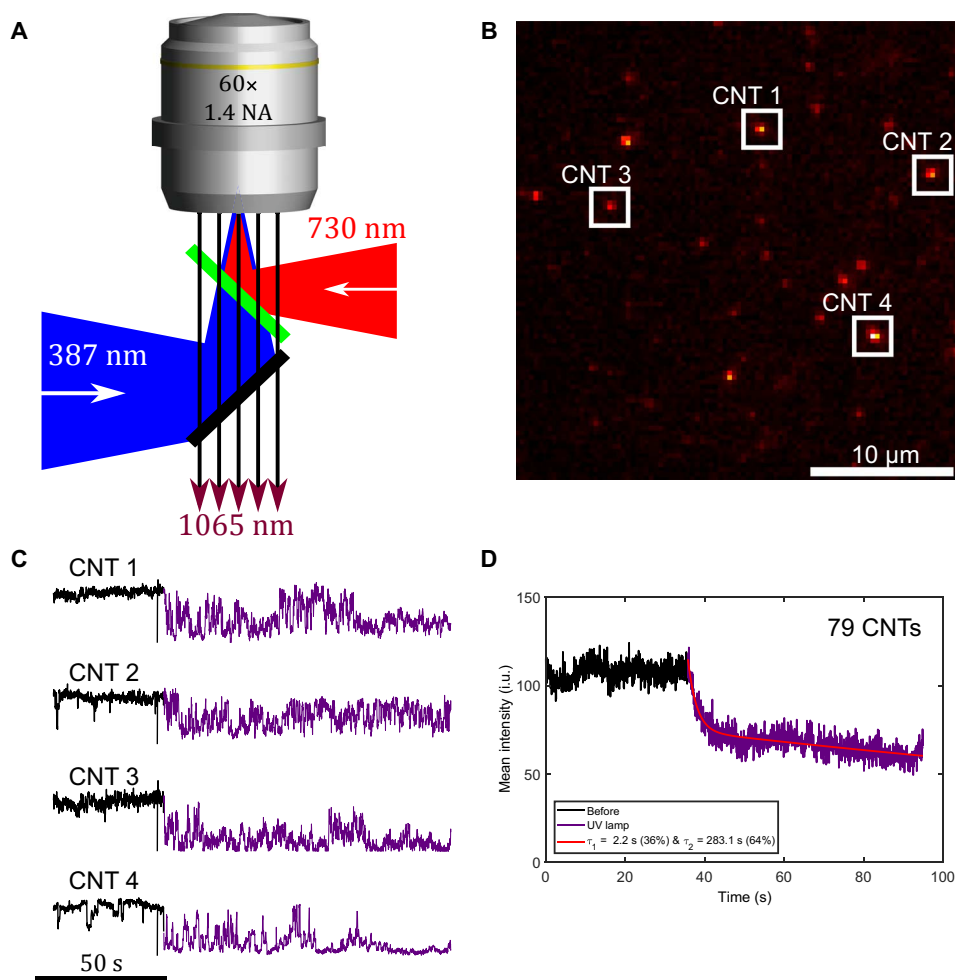 A
60×
1.4 NA
730 nm
387 nm
1065 nm
B
CNT 1
CNT 2
CNT 3
CNT 4
10 µm
C
CNT 1
CNT 2
CNT 3
CNT 4
50 s
D
79 CNTs
Mean intensity (i.u.)
150
100
50
0
0 20 40 60 80 100
Time (s)
Before
UV lamp
τ1 = 2.2 s (36%) & τ2 = 283.1 s (64%)